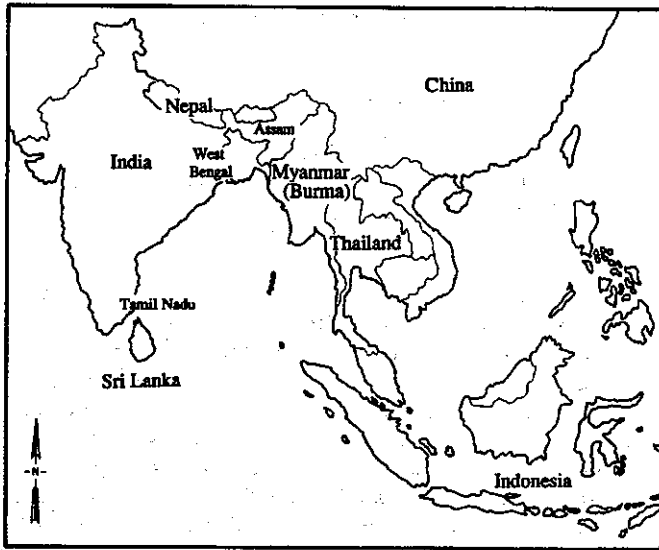 China
Nepal
Assam
India
West
Bengal
Myanmar
(Burma)
Thailand
Tamil Nadu
Sri Lanka
-N-
Indonesia